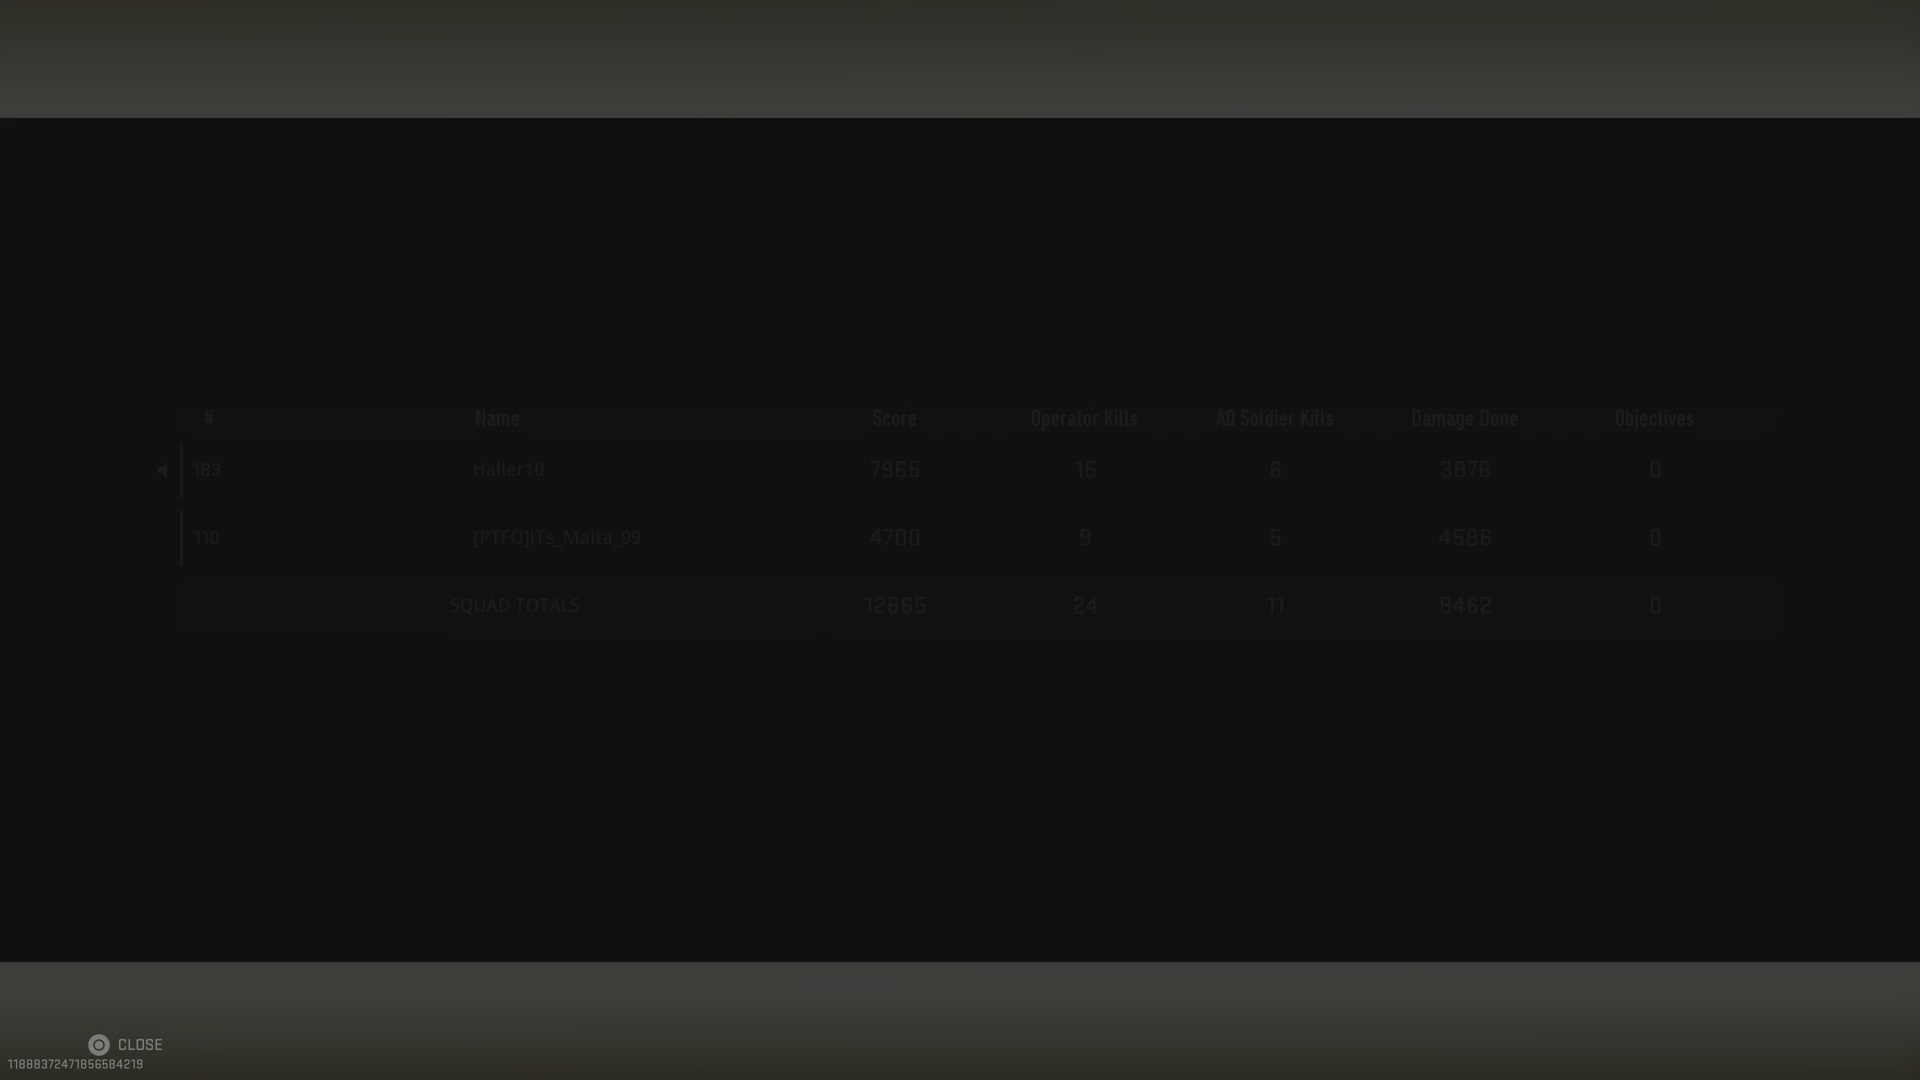 # Name Score Operator Kills AQ Soldier Kills Damage Done Objectives
183 Haller10 7965 15 6 3876 0
110 [PTFO]iTs_Malta_99 4700 9 5 4586 0
SQUAD TOTALS 12665 24 11 8462 0
CLOSE
11888372471856584219